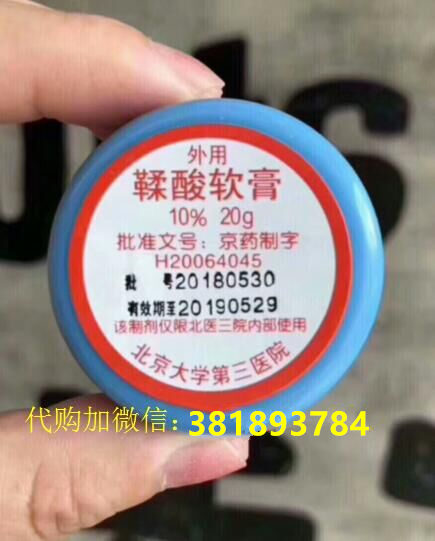 外用
鞣酸软膏
10% 20g
批准文号：京药制字
H20064045
批 号20180530
有效期至20190529
该制剂仅限北医三院内部使用
北京大学第三医院
代购加微信：381893784